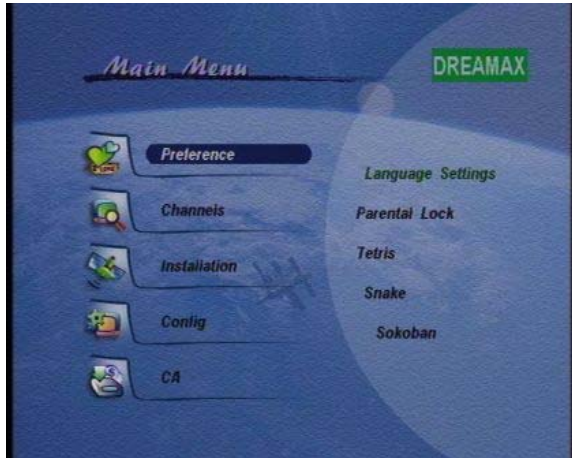 Main Menu
DREAMAX
Preference
Channels
Installation
Config
CA
Language Settings
Parental Lock
Tetris
Snake
Sokoban